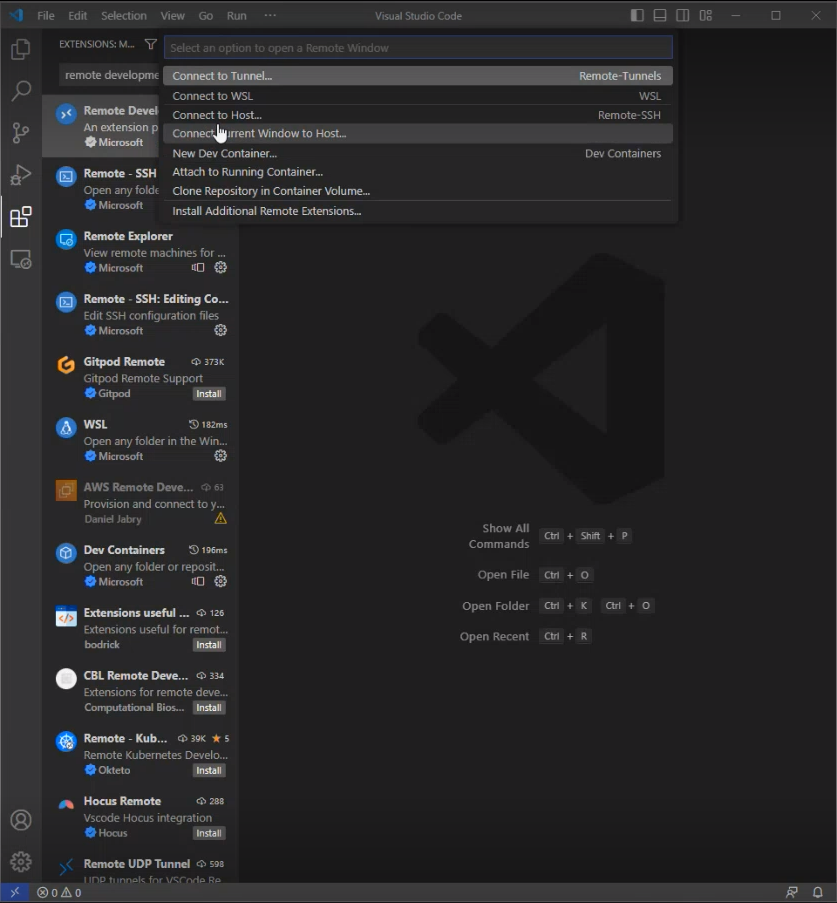 File Edit Selection View Go Run ··· Visual Studio Code
EXTENSIONS: M...
Select an option to open a Remote Window
remote developme
Connect to Tunnel... Remote-Tunnels
Connect to WSL WSL
Connect to Host... Remote-SSH
Connect Current Window to Host...
New Dev Container... Dev Containers
Attach to Running Container...
Clone Repository in Container Volume...
Install Additional Remote Extensions...
Remote Devel
An extension p
Microsoft
Remote - SSH
Open any folde
Microsoft
Remote Explorer
View remote machines for ...
Microsoft
Remote - SSH: Editing Co...
Edit SSH configuration files
Microsoft
Gitpod Remote 373K
Gitpod Remote Support
Gitpod Install
WSL 182ms
Open any folder in the Win...
Microsoft
AWS Remote Deve... 63
Provision and connect to y...
Daniel Jabry
Dev Containers 196ms
Open any folder or reposit...
Microsoft
Extensions useful ... 126
Extensions useful for remot...
bodrick Install
CBL Remote Deve... 334
Extensions for remote deve...
Computational Bios... Install
Remote - Kub... 39K 5
Remote Kubernetes Develo...
Okteto Install
Hocus Remote 288
Vscode Hocus integration
Hocus Install
Remote UDP Tunnel 598
UDP tunnels for VSCode Re
Show All Commands Ctrl + Shift + P
Open File Ctrl + O
Open Folder Ctrl + K Ctrl + O
Open Recent Ctrl + R
0 0